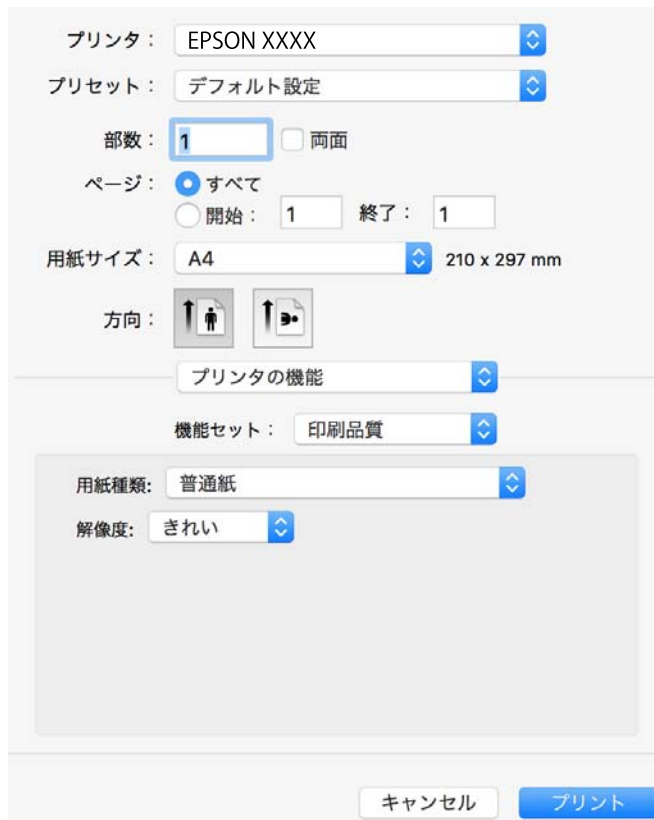 プリンタ： EPSON XXXX
プリセット： デフォルト設定
部数： 1 両面
ページ： すべて
開始： 1 終了： 1
用紙サイズ： A4 210 x 297 mm
方向：
プリンタの機能
機能セット： 印刷品質
用紙種類: 普通紙
解像度: きれい
キャンセル プリント